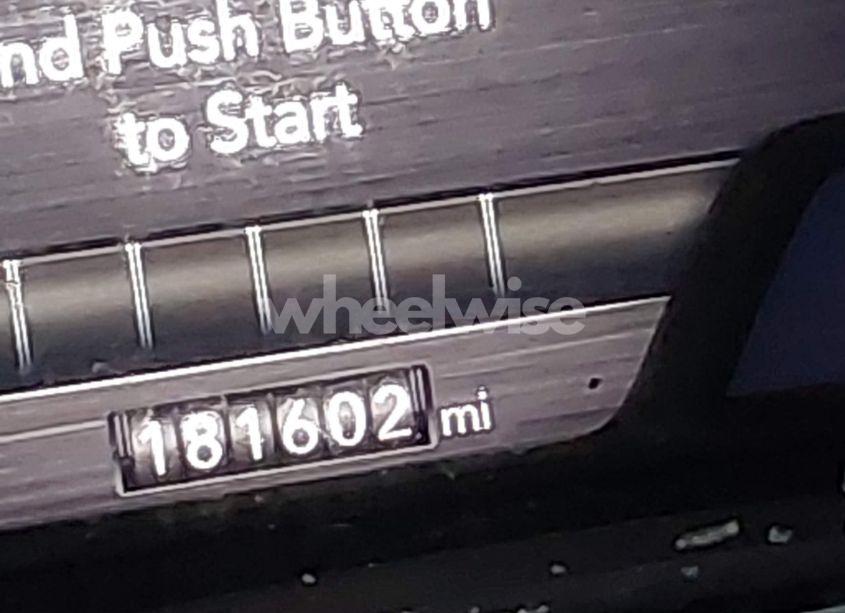 nd Push Button
to Start
wheelwise
181602 mi